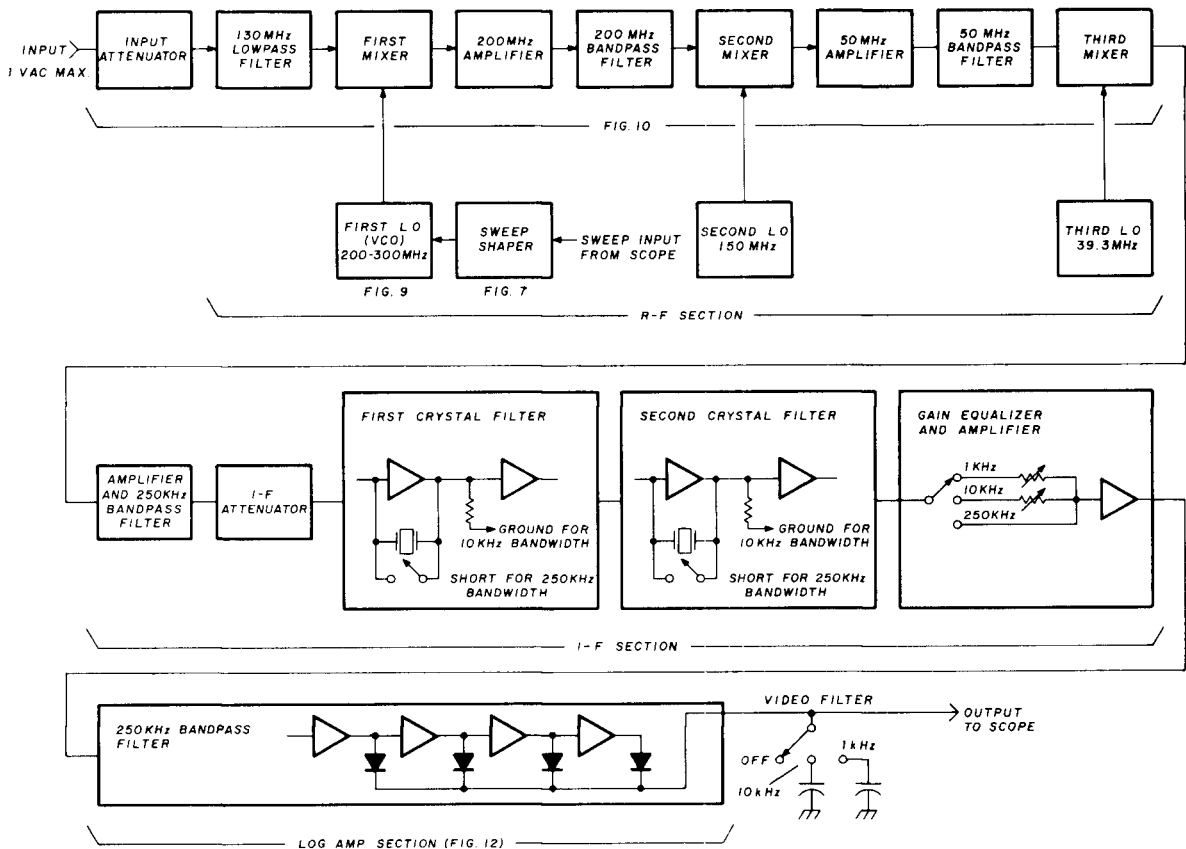 INPUT
1 VAC MAX.
INPUT
ATTENUATOR
130MHz
LOWPASS
FILTER
FIRST
MIXER
200MHz
AMPLIFIER
200 MHz
BANDPASS
FILTER
SECOND
MIXER
50 MHz
AMPLIFIER
50 MHz
BANDPASS
FILTER
THIRD
MIXER
FIG. 10
FIRST LO
(VCO)
200-300MHz
SWEEP
SHAPER
SWEEP INPUT
FROM SCOPE
SECOND LO
150 MHz
THIRD LO
39.3MHz
FIG. 9
FIG. 7
R-F SECTION
AMPLIFIER
AND 250KHz
BANDPASS
FILTER
I-F
ATTENUATOR
FIRST CRYSTAL FILTER
GROUND FOR
10KHz BANDWIDTH
SHORT FOR 250KHz
BANDWIDTH
SECOND CRYSTAL FILTER
GROUND FOR
10KHz BANDWIDTH
SHORT FOR 250KHz
BANDWIDTH
GAIN EQUALIZER
AND AMPLIFIER
1KHz
10KHz
250KHz
I-F SECTION
250KHz BANDPASS
FILTER
VIDEO FILTER
OUTPUT
TO SCOPE
OFF
10kHz
1kHz
LOG AMP SECTION (FIG. 12)